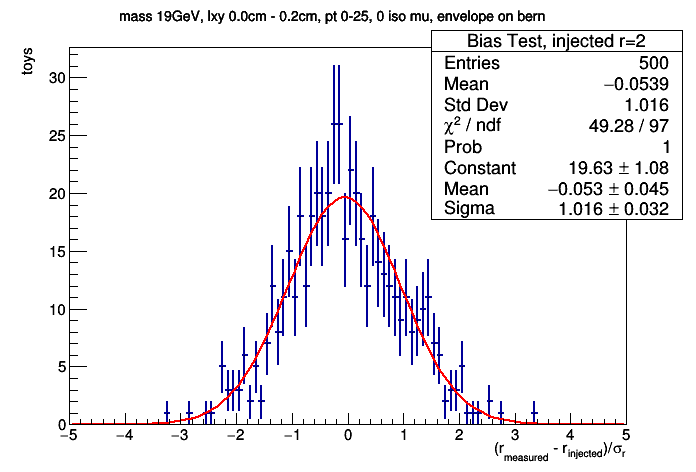 mass 19GeV, lxy 0.0cm - 0.2cm, pt 0-25, 0 iso mu, envelope on bern
Bias Test, injected r=2
Entries 500
Mean −0.0539
Std Dev 1.016
χ² / ndf 49.28 / 97
Prob 1
Constant 19.63 ± 1.08
Mean −0.053 ± 0.045
Sigma 1.016 ± 0.032
toys
30
25
20
15
10
5
0
−5 −4 −3 −2 −1 0 1 2 3 4 5
(r_measured - r_injected)/σ_r